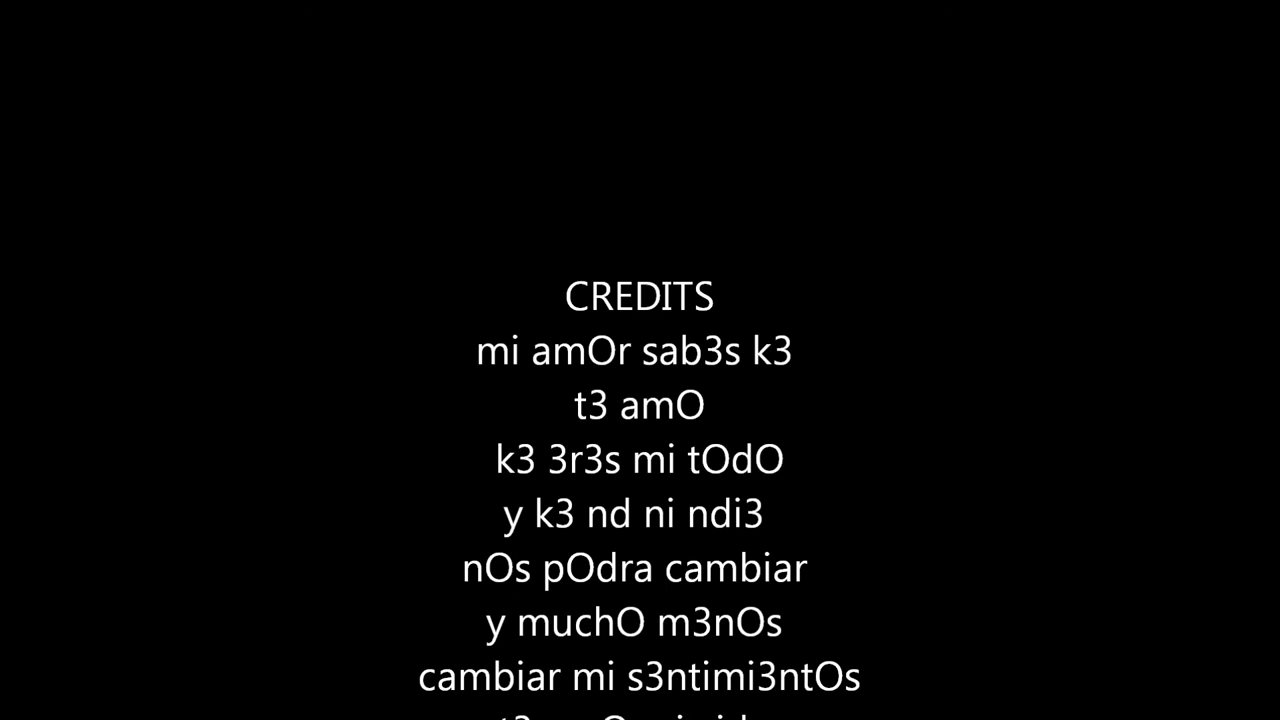 CREDITS
mi amOr sab3s k3
t3 amO
k3 3r3s mi tOdO
y k3 nd ni ndi3
nOs pOdra cambiar
y muchO m3nOs
cambiar mi s3ntimi3ntOs